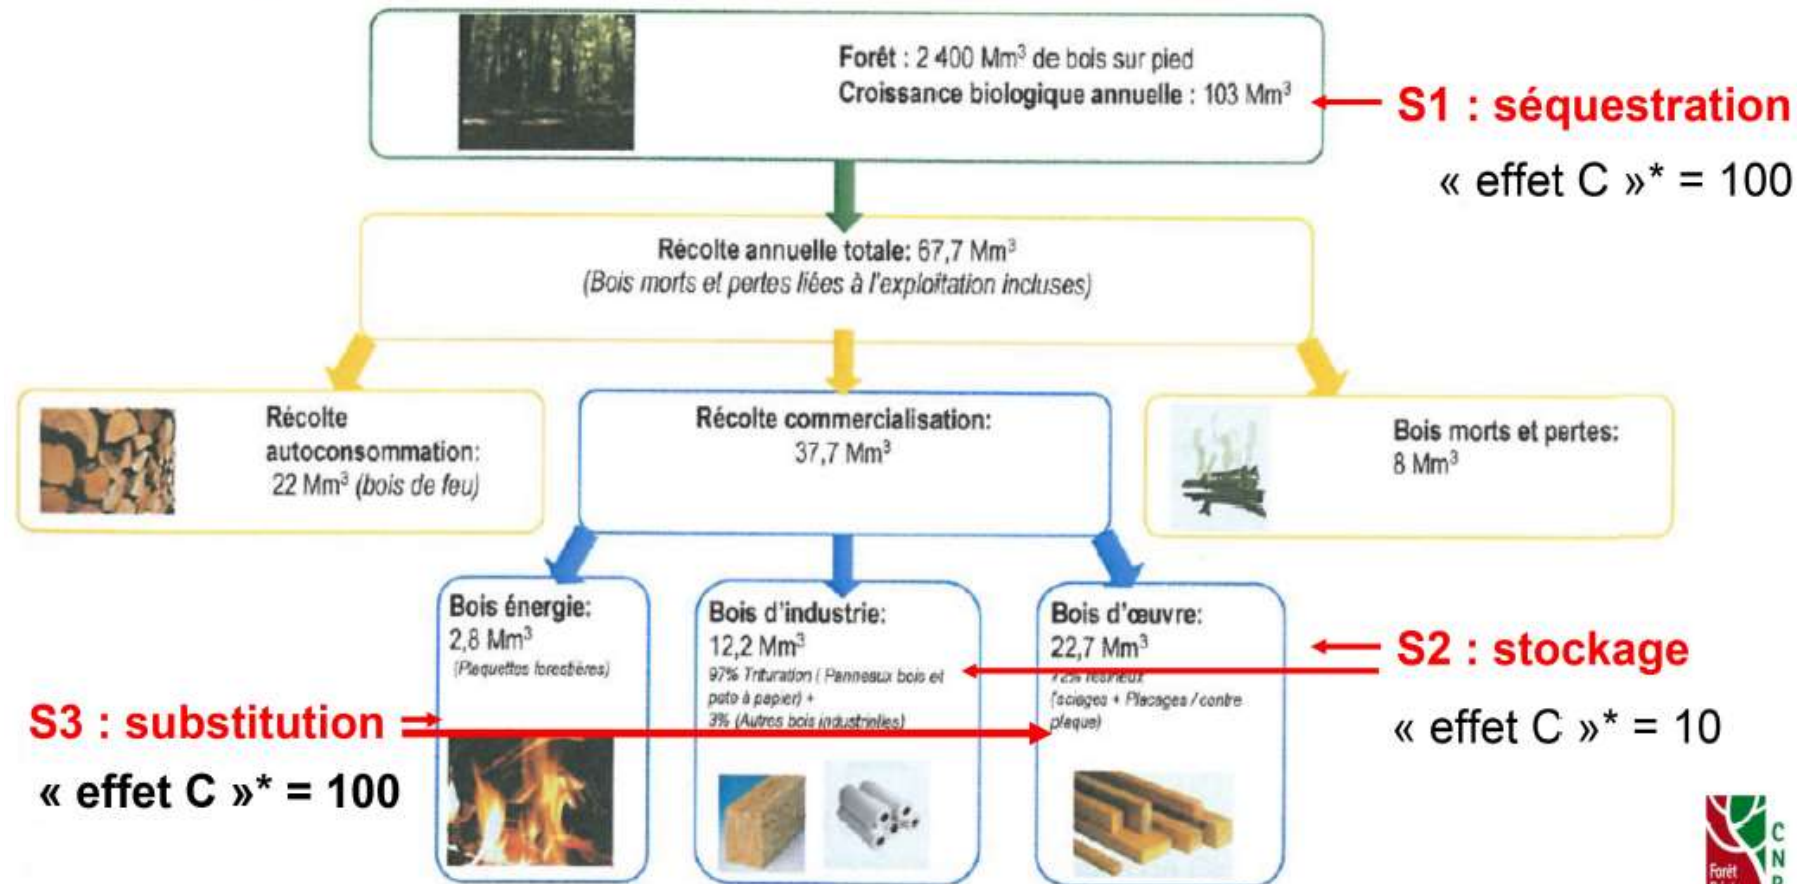 Forêt : 2 400 Mm³ de bois sur pied
Croissance biologique annuelle : 103 Mm³
S1 : séquestration
« effet C »* = 100
Récolte annuelle totale: 67,7 Mm³
(Bois morts et pertes liées à l'exploitation incluses)
Récolte
autoconsommation:
22 Mm³ (bois de feu)
Récolte commercialisation:
37,7 Mm³
Bois morts et pertes:
8 Mm³
Bois énergie:
2,8 Mm³
(Plaquettes forestières)
Bois d'industrie:
12,2 Mm³
97% Trituration ( Panneaux bois et
pate à papier) +
3% (Autres bois industrielles)
Bois d'œuvre:
22,7 Mm³
résineux
(sciages + Placages / contre
plaque)
S2 : stockage
« effet C »* = 10
S3 : substitution
« effet C »* = 100
Forêt
C
N